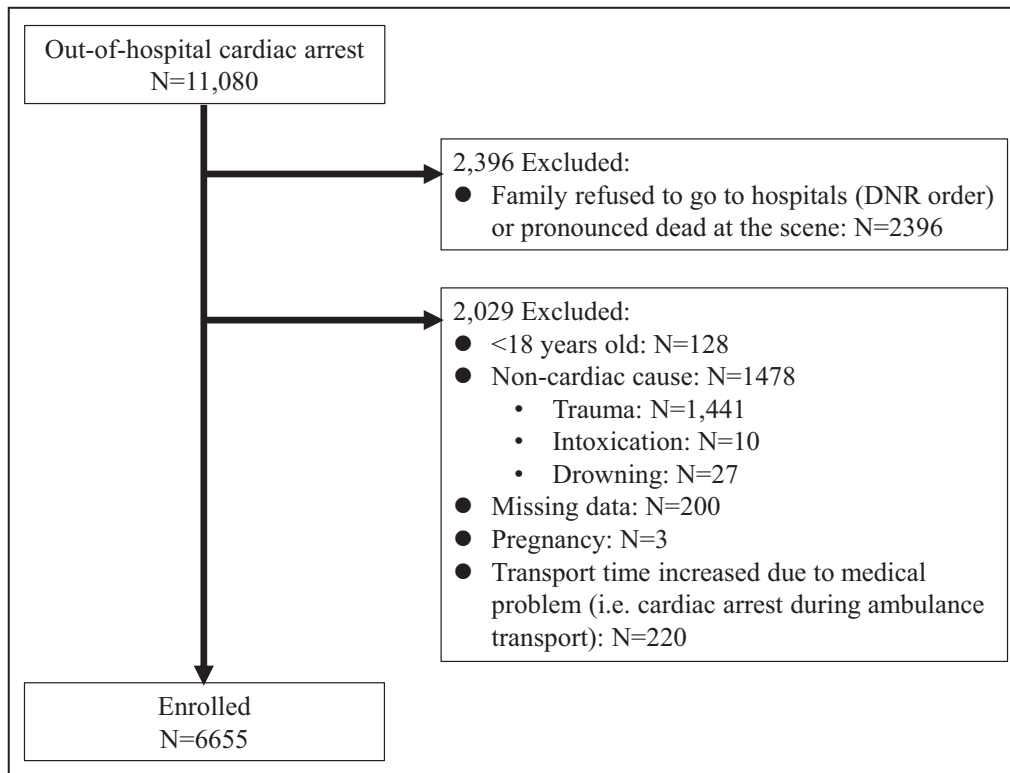 Out-of-hospital cardiac arrest
N=11,080
2,396 Excluded:
● Family refused to go to hospitals (DNR order)
or pronounced dead at the scene: N=2396
2,029 Excluded:
● <18 years old: N=128
● Non-cardiac cause: N=1478
• Trauma: N=1,441
• Intoxication: N=10
• Drowning: N=27
● Missing data: N=200
● Pregnancy: N=3
● Transport time increased due to medical
problem (i.e. cardiac arrest during ambulance
transport): N=220
Enrolled
N=6655